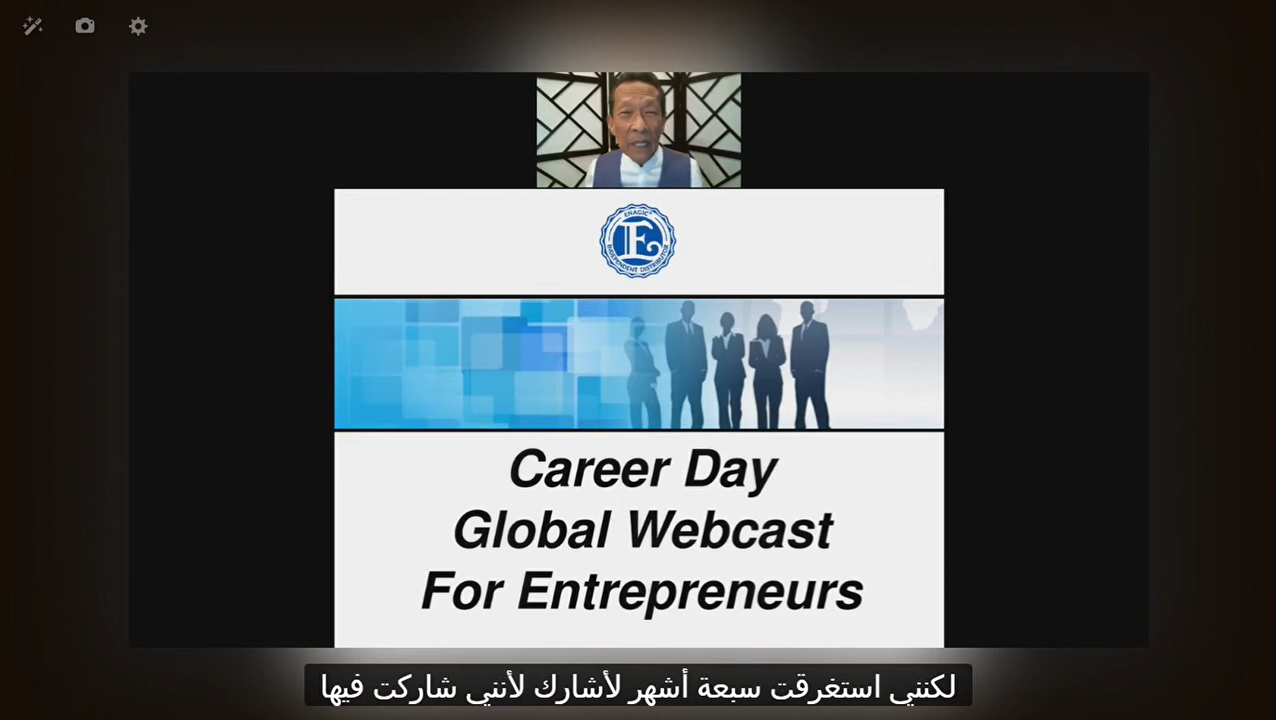 ENAGIC
E
INDEPENDENT DISTRIBUTOR
Career Day
Global Webcast
For Entrepreneurs
لكنني استغرقت سبعة أشهر لأشارك لأنني شاركت فيها